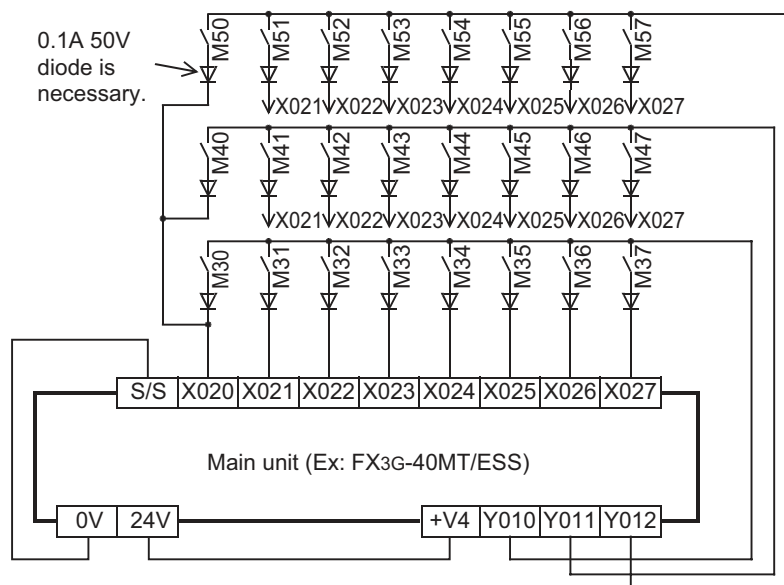 0.1A 50V
diode is
necessary.
M50 M51 M52 M53 M54 M55 M56 M57
X021 X022 X023 X024 X025 X026 X027
M40 M41 M42 M43 M44 M45 M46 M47
X021 X022 X023 X024 X025 X026 X027
M30 M31 M32 M33 M34 M35 M36 M37
S/S X020 X021 X022 X023 X024 X025 X026 X027
Main unit (Ex: FX3G-40MT/ESS)
0V 24V +V4 Y010 Y011 Y012